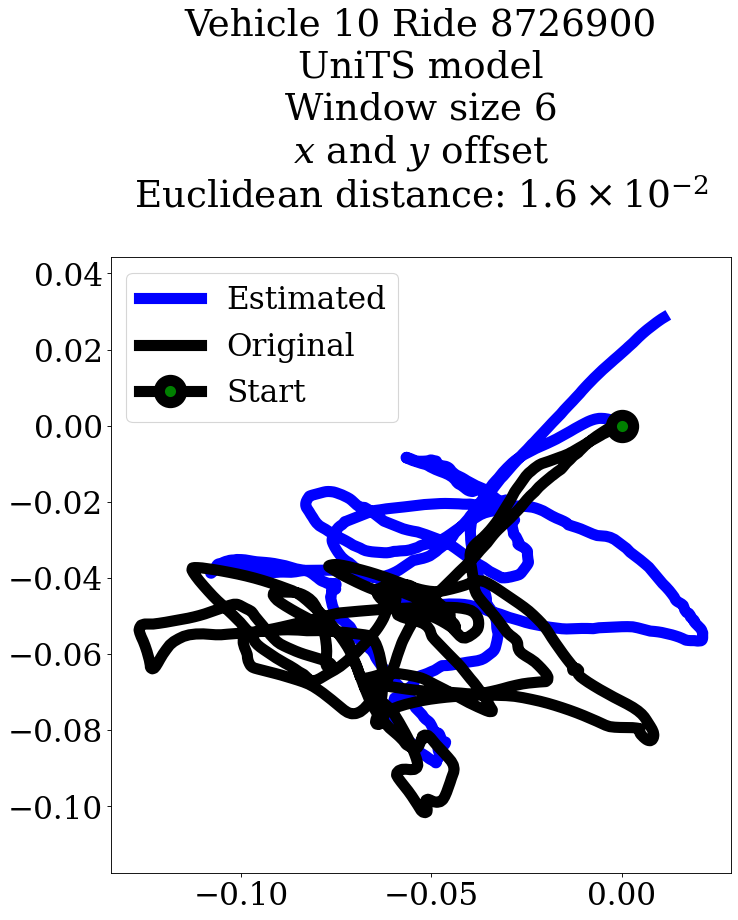 Vehicle 10 Ride 8726900
UniTS model
Window size 6
x and y offset
Euclidean distance: 1.6 × 10⁻²
0.04
0.02
0.00
−0.02
−0.04
−0.06
−0.08
−0.10
Estimated
Original
Start
−0.10 −0.05 0.00